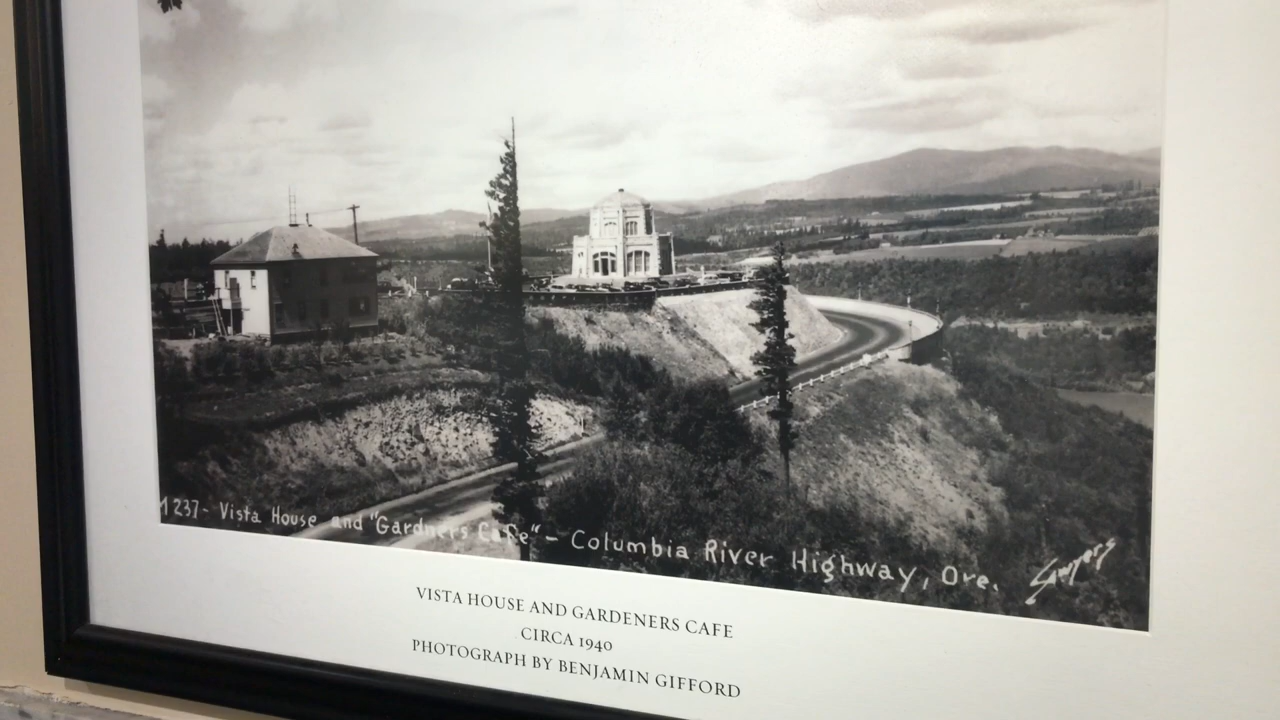 1237- Vista House and "Gardners Cafe" - Columbia River Highway, Ore. Sawyers
VISTA HOUSE AND GARDENERS CAFE
CIRCA 1940
PHOTOGRAPH BY BENJAMIN GIFFORD